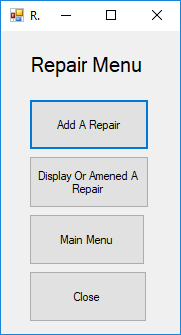 R.
Repair Menu
Add A Repair
Display Or Amened A
Repair
Main Menu
Close